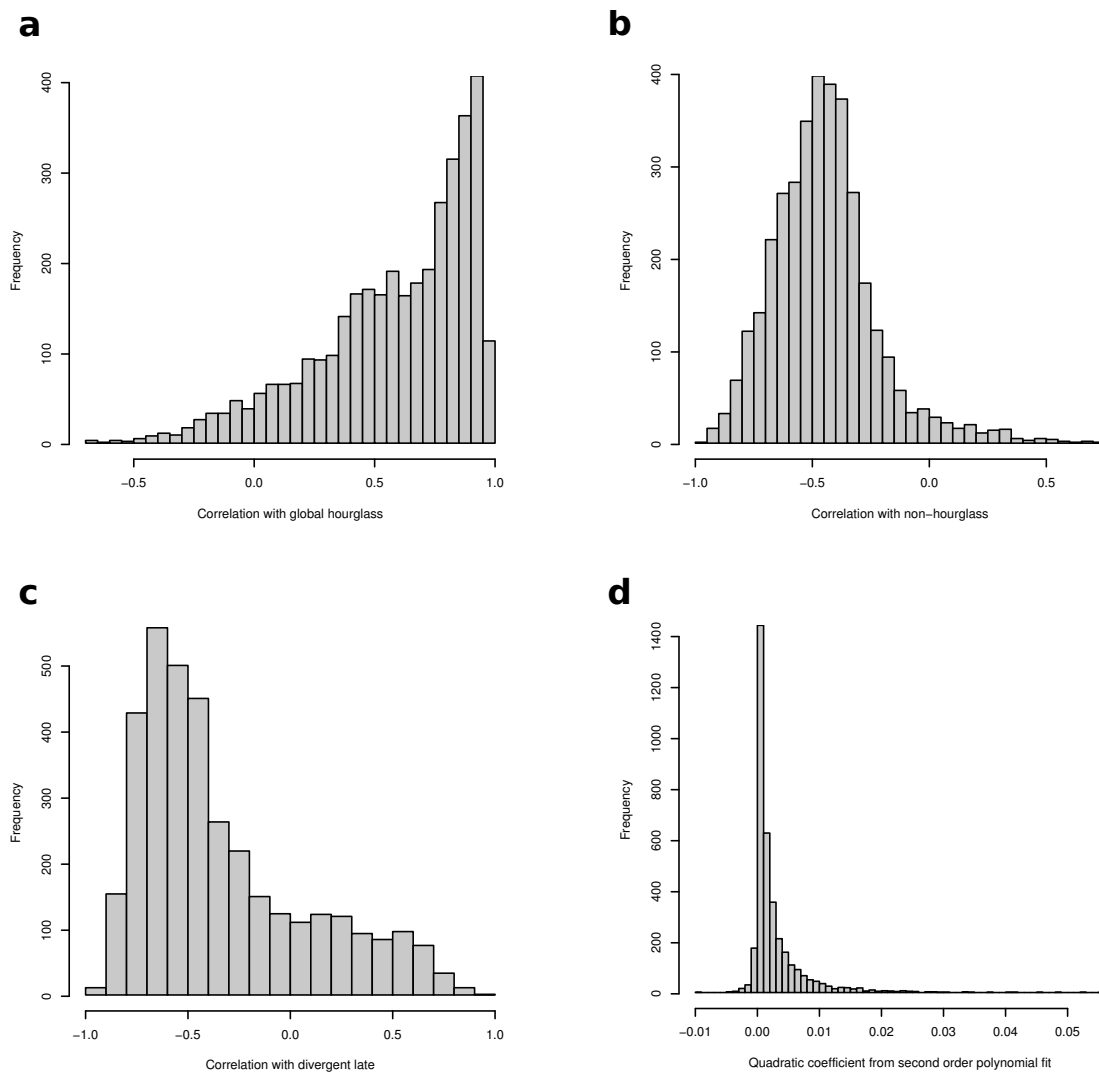 a
Frequency
0 100 200 300 400
−0.5 0.0 0.5 1.0
Correlation with global hourglass
b
Frequency
0 100 200 300 400
−1.0 −0.5 0.0 0.5
Correlation with non−hourglass
c
Frequency
0 100 200 300 400 500
−1.0 −0.5 0.0 0.5 1.0
Correlation with divergent late
d
Frequency
0 200 400 600 800 1000 1200 1400
−0.01 0.00 0.01 0.02 0.03 0.04 0.05
Quadratic coefficient from second order polynomial fit